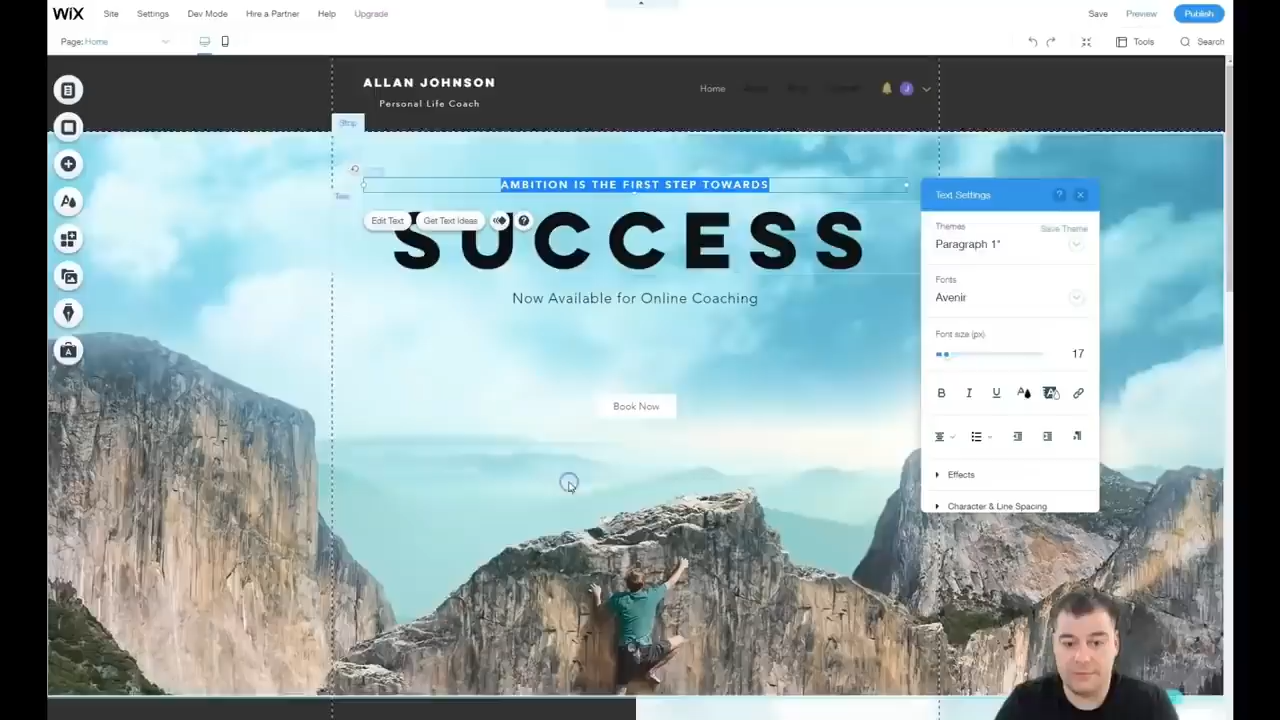 WiX Site Settings Dev Mode Hire a Partner Help Upgrade Save Preview Publish
Page: Home Tools Search
ALLAN JOHNSON
Personal Life Coach
Home
Strip
AMBITION IS THE FIRST STEP TOWARDS
Edit Text Get Text Ideas
SUCCESS
Now Available for Online Coaching
Book Now
Text Settings
Themes Save Theme
Paragraph 1*
Fonts
Avenir
Font size (px)
17
B I U
Effects
Character & Line Spacing